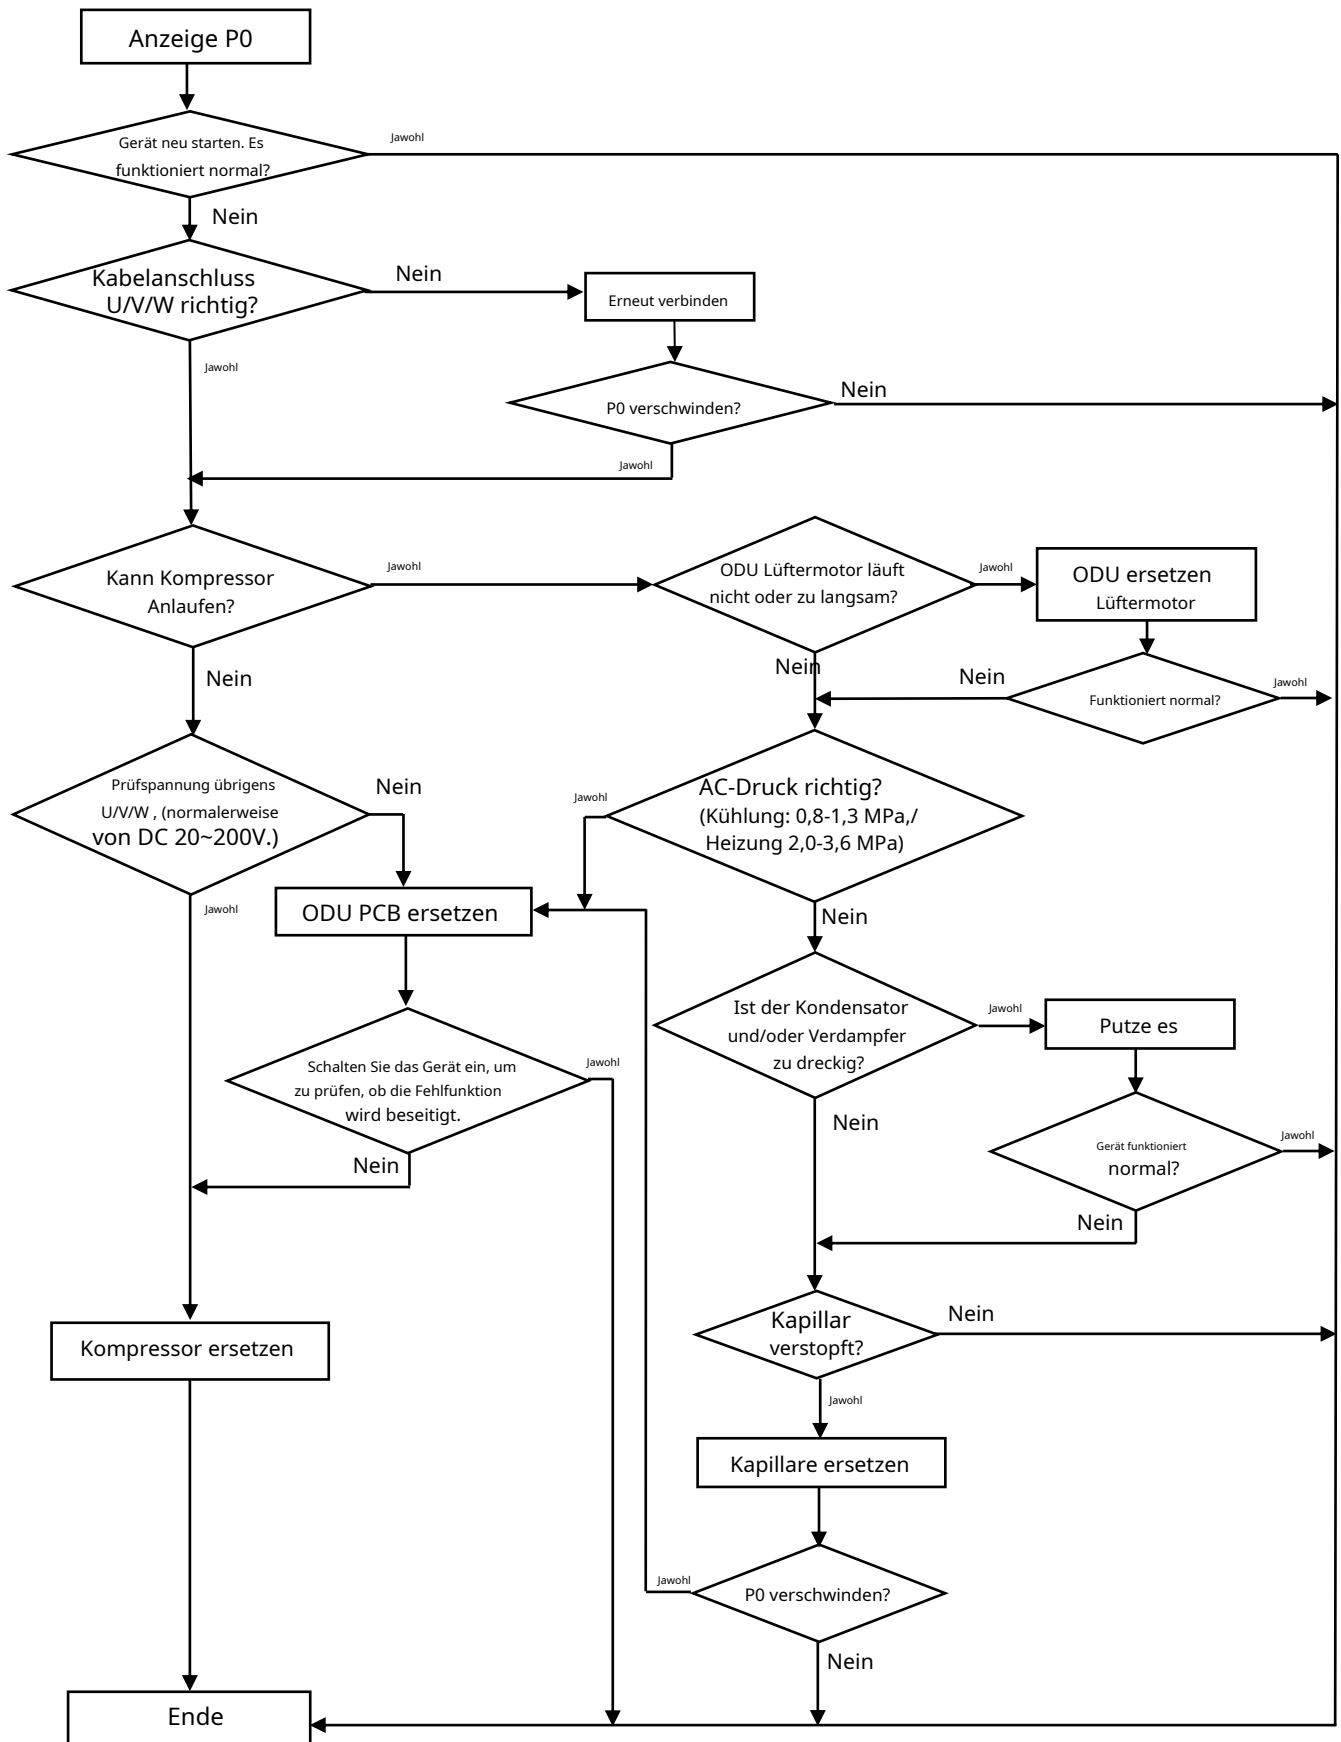 Anzeige P0
Gerät neu starten. Es
funktioniert normal?
Jawohl
Nein
Kabelanschluss
U/V/W richtig?
Nein
Erneut verbinden
Jawohl
P0 verschwinden?
Nein
Jawohl
Kann Kompressor
Anlaufen?
Jawohl
ODU Lüftermotor läuft
nicht oder zu langsam?
Jawohl
ODU ersetzen
Lüftermotor
Nein
Nein
Nein
Funktioniert normal?
Jawohl
Prüfspannung übrigens
U/V/W , (normalerweise
von DC 20~200V.)
Nein
Jawohl
AC-Druck richtig?
(Kühlung: 0,8-1,3 MPa,/
Heizung 2,0-3,6 MPa)
Jawohl
ODU PCB ersetzen
Nein
Ist der Kondensator
und/oder Verdampfer
zu dreckig?
Jawohl
Putze es
Schalten Sie das Gerät ein, um
zu prüfen, ob die Fehlfunktion
wird beseitigt.
Jawohl
Nein
Nein
Gerät funktioniert
normal?
Jawohl
Nein
Kapillar
verstopft?
Nein
Kompressor ersetzen
Jawohl
Kapillare ersetzen
Jawohl
P0 verschwinden?
Nein
Ende